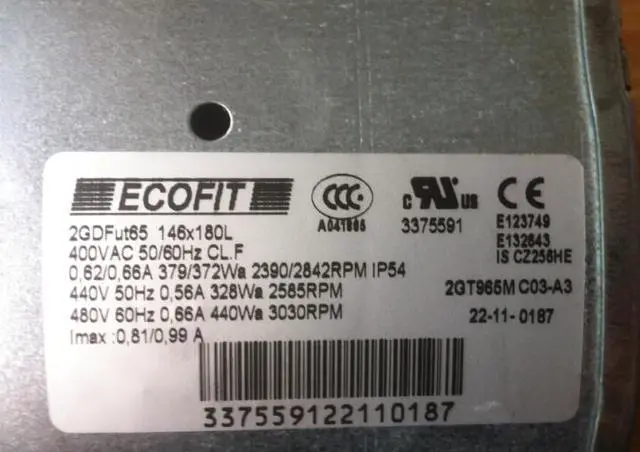 ECOFIT
2GDFut65 146x180L
400VAC 50/60Hz CL.F
0,62/0,66A 379/372Wa 2390/2842RPM IP54
440V 50Hz 0,56A 328Wa 2585RPM
480V 60Hz 0,66A 440Wa 3030RPM
Imax :0,81/0,99 A
CCC
c RU us
CE
3375591
E123749
E132643
IS CZ256HE
2GT965M C03-A3
22-11- 0187
337559122110187